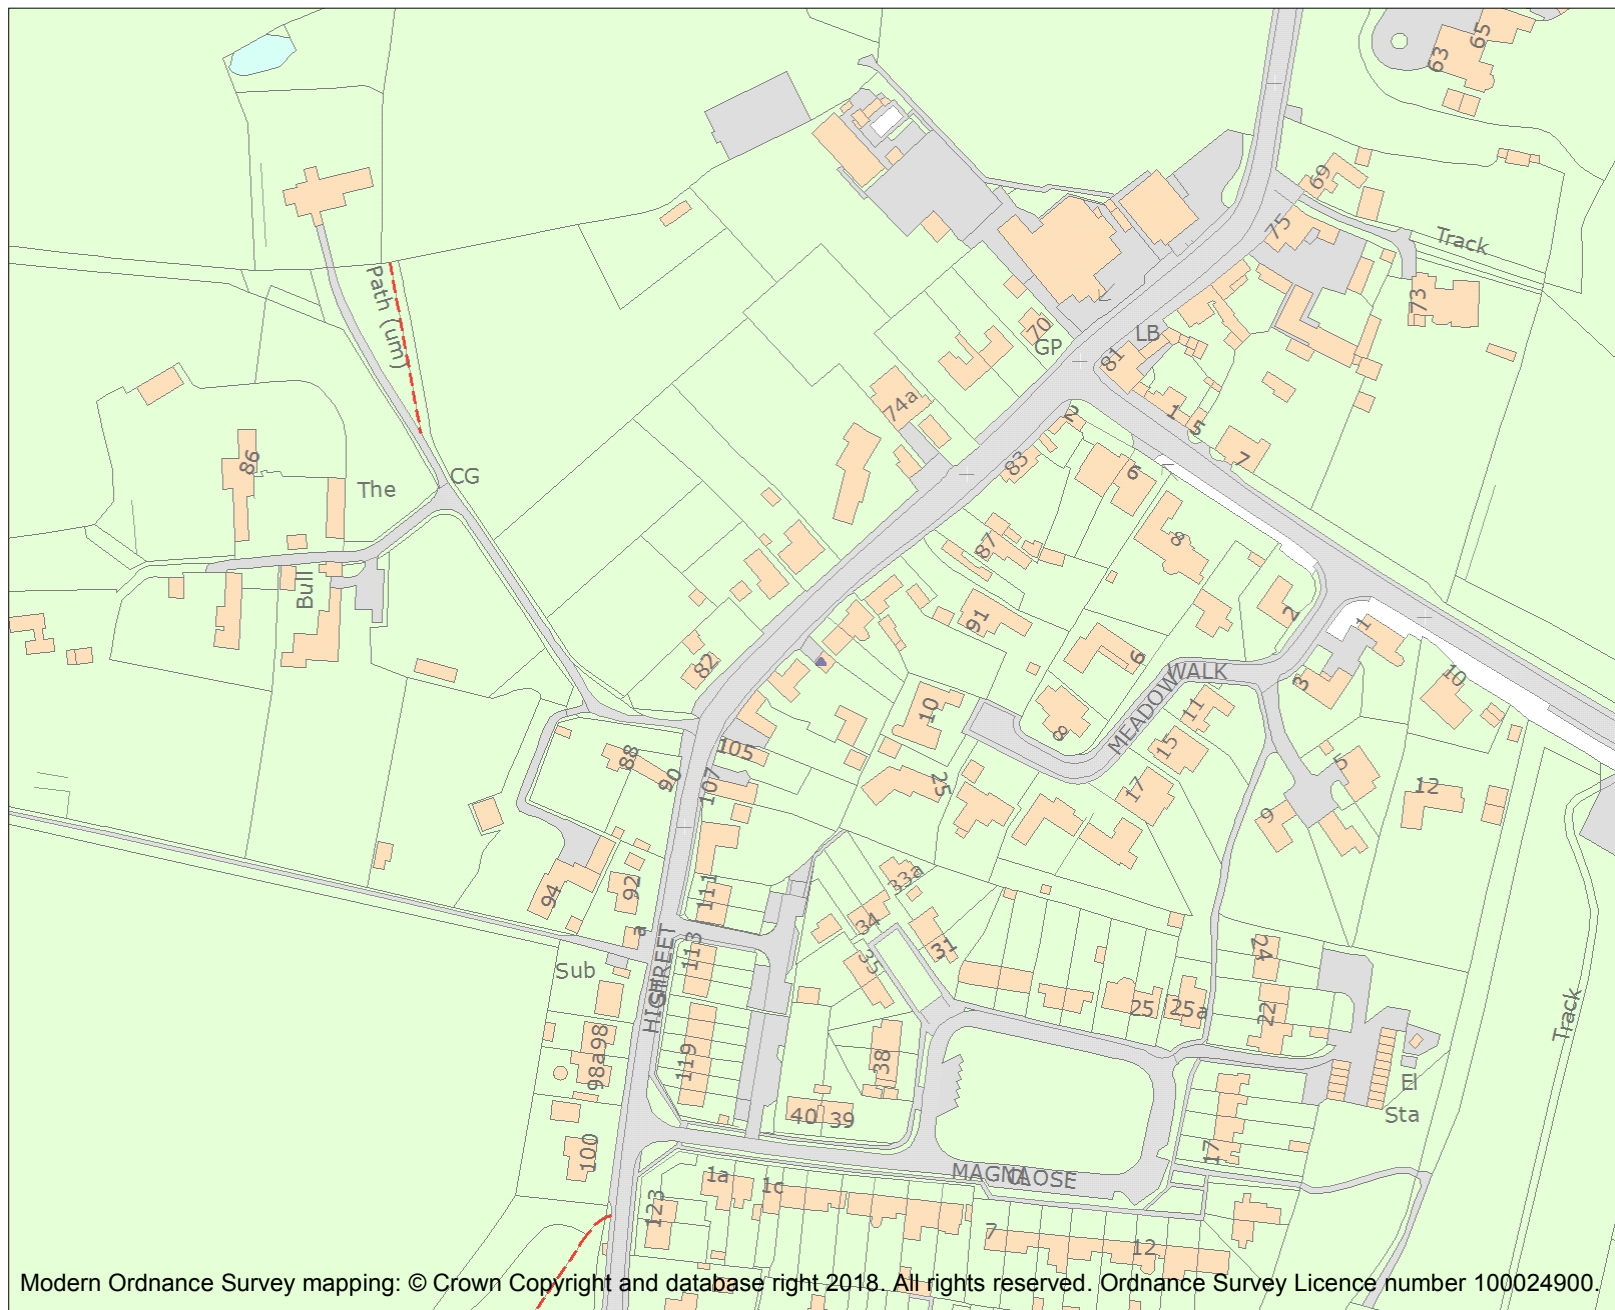 65
63
69
75
Track
73
Path (um)
70
GP
LB
81
74a
2
1
5
7
83
6
86
The
CG
8
87
Bull
2
91
1
6
82
WALK
3
10
10
MEADOW
11
8
105
88
15
90
107
25
17
5
12
9
33a
94
92
111
34
31
a
113
24
35
Sub
HIGH STREET
25
25a
22
Track
98
98a
119
38
El
Sta
40
39
17
100
1a
1c
MAGNA CLOSE
123
7
12
Modern Ordnance Survey mapping: © Crown Copyright and database right 2018. All rights reserved. Ordnance Survey Licence number 100024900.